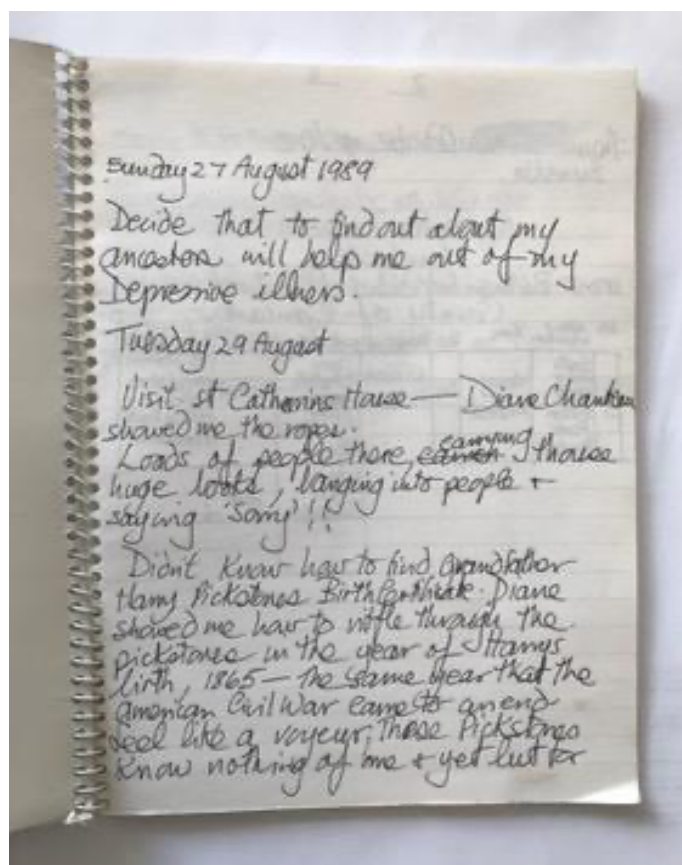 Sunday 27 August 1989
Decide that to find out about my
ancestors will help me out of my
Depressive illness.
Tuesday 29 August
Visit St Catherins House — Diane
showed me the ropes.
Loads of people there, carrying those
huge books, banging into people +
saying 'Sorry'!!
Didn't know how to find Grandfather
Harry Pickstones Birth Certificate. Diane
showed me how to riffle through the
pickstones in the year of Harrys
birth, 1865 — the same year that the
american Civil War came to an end
feel like a voyeur; These Pickstones
Know nothing of me + yet but for